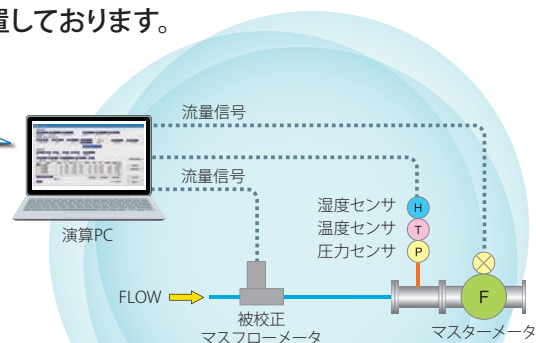 置しております。
流量信号
流量信号
演算PC
湿度センサ
H
温度センサ
T
圧力センサ
P
FLOW
被校正
マスフローメータ
F
マスターメータ